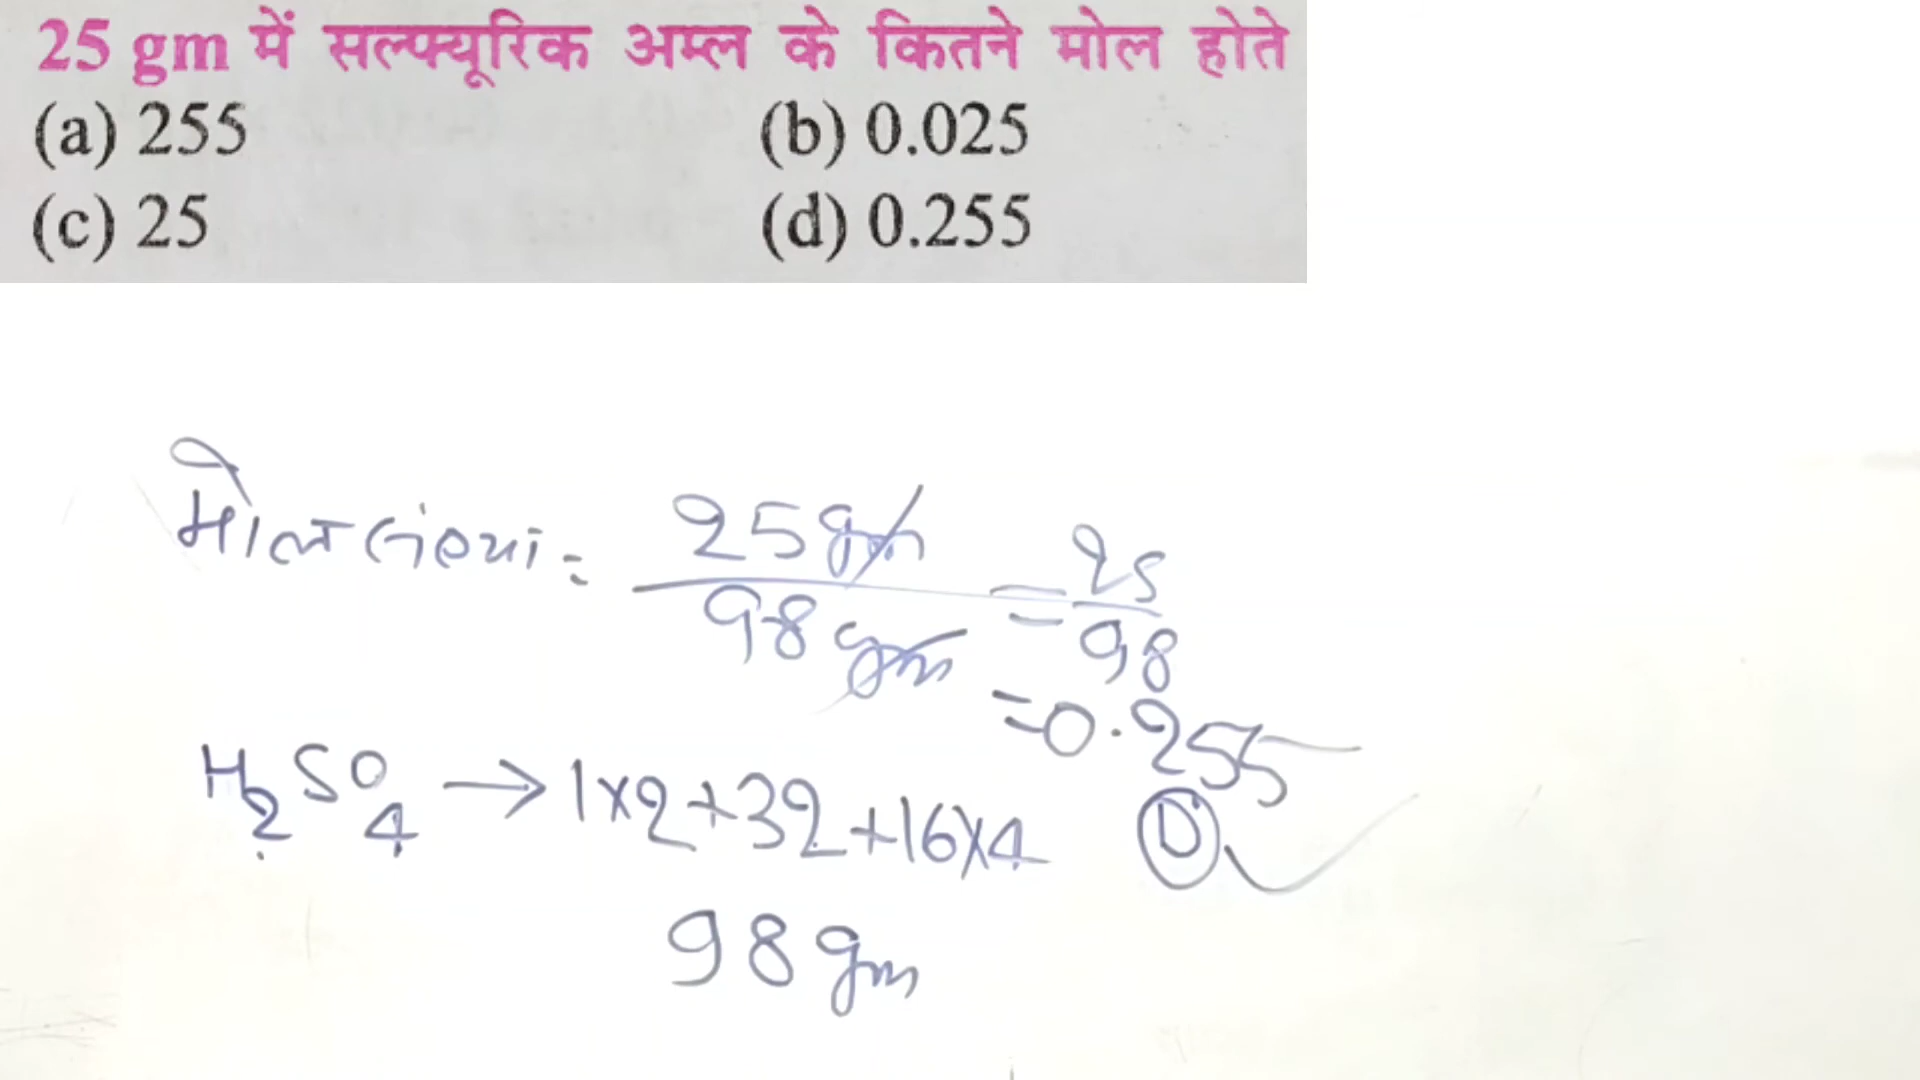 25 gm में सल्फ्यूरिक अम्ल के कितने मोल होते
(a) 255 (b) 0.025
(c) 25 (d) 0.255
मोल संख्या = 25 gm / 98 gm = 25 / 98
= 0.255
H2SO4 → 1×2+32+16×4 (D)
98 gm